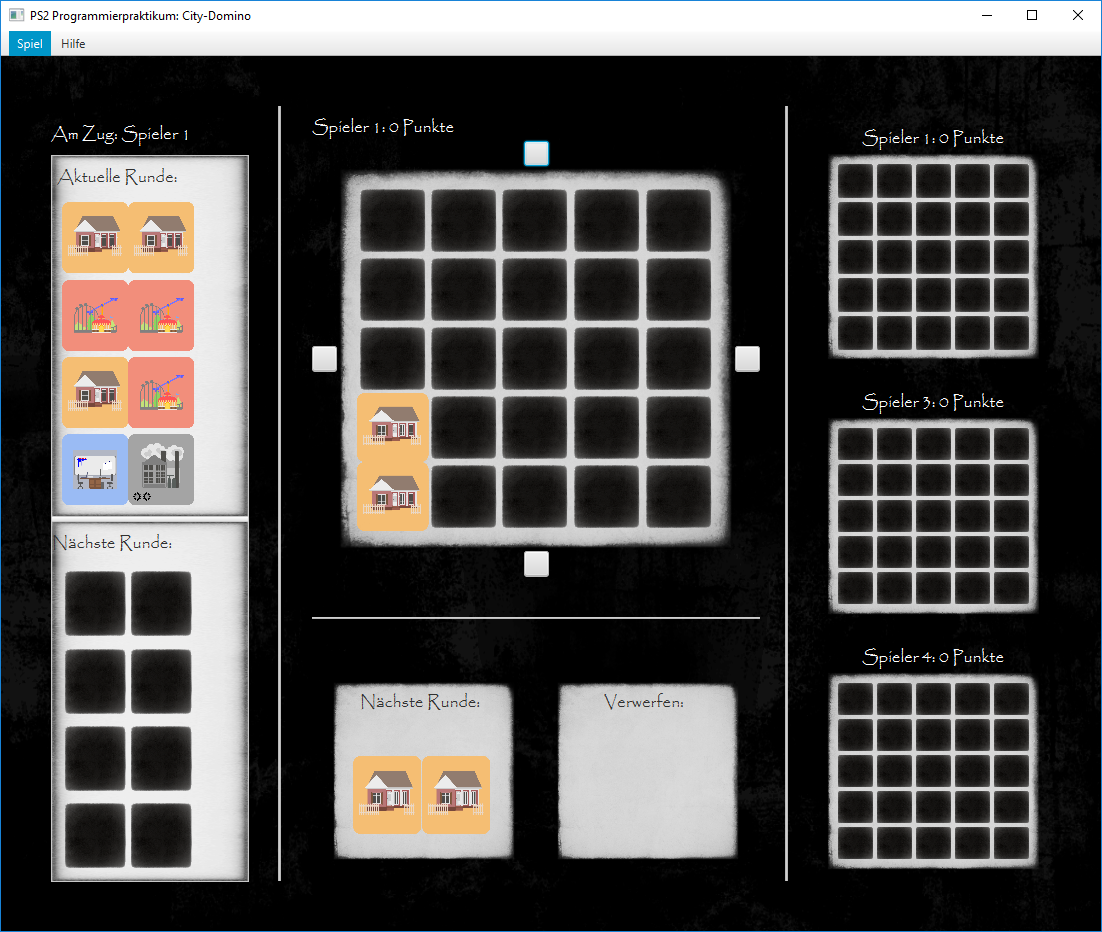 PS2 Programmierpraktikum: City-Domino
Spiel Hilfe
Am Zug: Spieler 1
Aktuelle Runde:
Nächste Runde:
Spieler 1: 0 Punkte
Nächste Runde:
Verwerfen:
Spieler 1: 0 Punkte
Spieler 3: 0 Punkte
Spieler 4: 0 Punkte